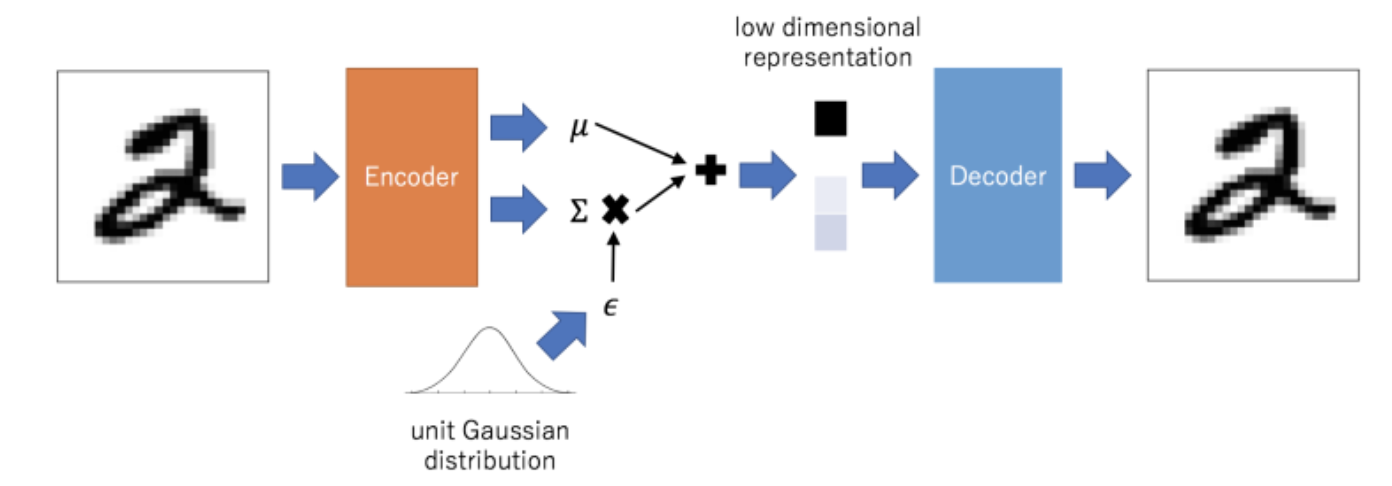 low dimensional
representation
Encoder
μ
Σ
ϵ
Decoder
unit Gaussian
distribution